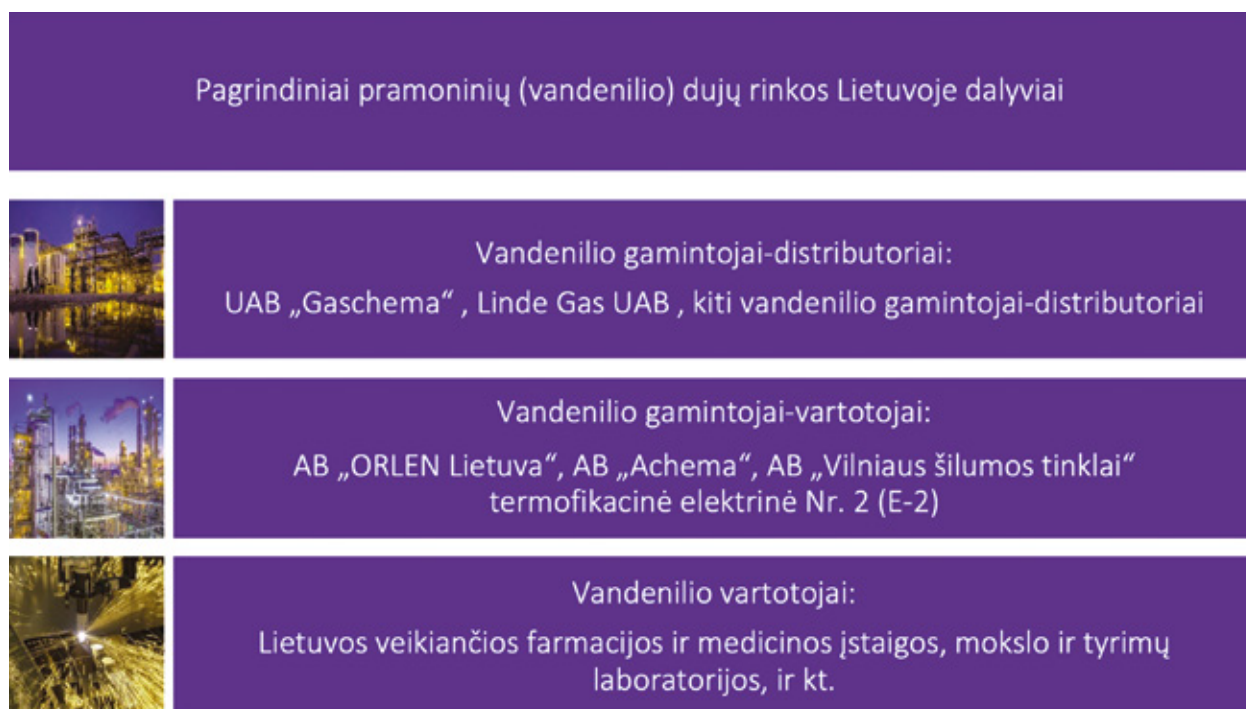 Pagrindiniai pramoninių (vandenilio) dujų rinkos Lietuvoje dalyviai
Vandenilio gamintojai-distributoriai:
UAB „Gaschema“ , Linde Gas UAB , kiti vandenilio gamintojai-distributoriai
Vandenilio gamintojai-vartotojai:
AB „ORLEN Lietuva“, AB „Achema“, AB „Vilniaus šilumos tinklai“
termofikacinė elektrinė Nr. 2 (E-2)
Vandenilio vartotojai:
Lietuvos veikiančios farmacijos ir medicinos įstaigos, mokslo ir tyrimų
laboratorijos, ir kt.